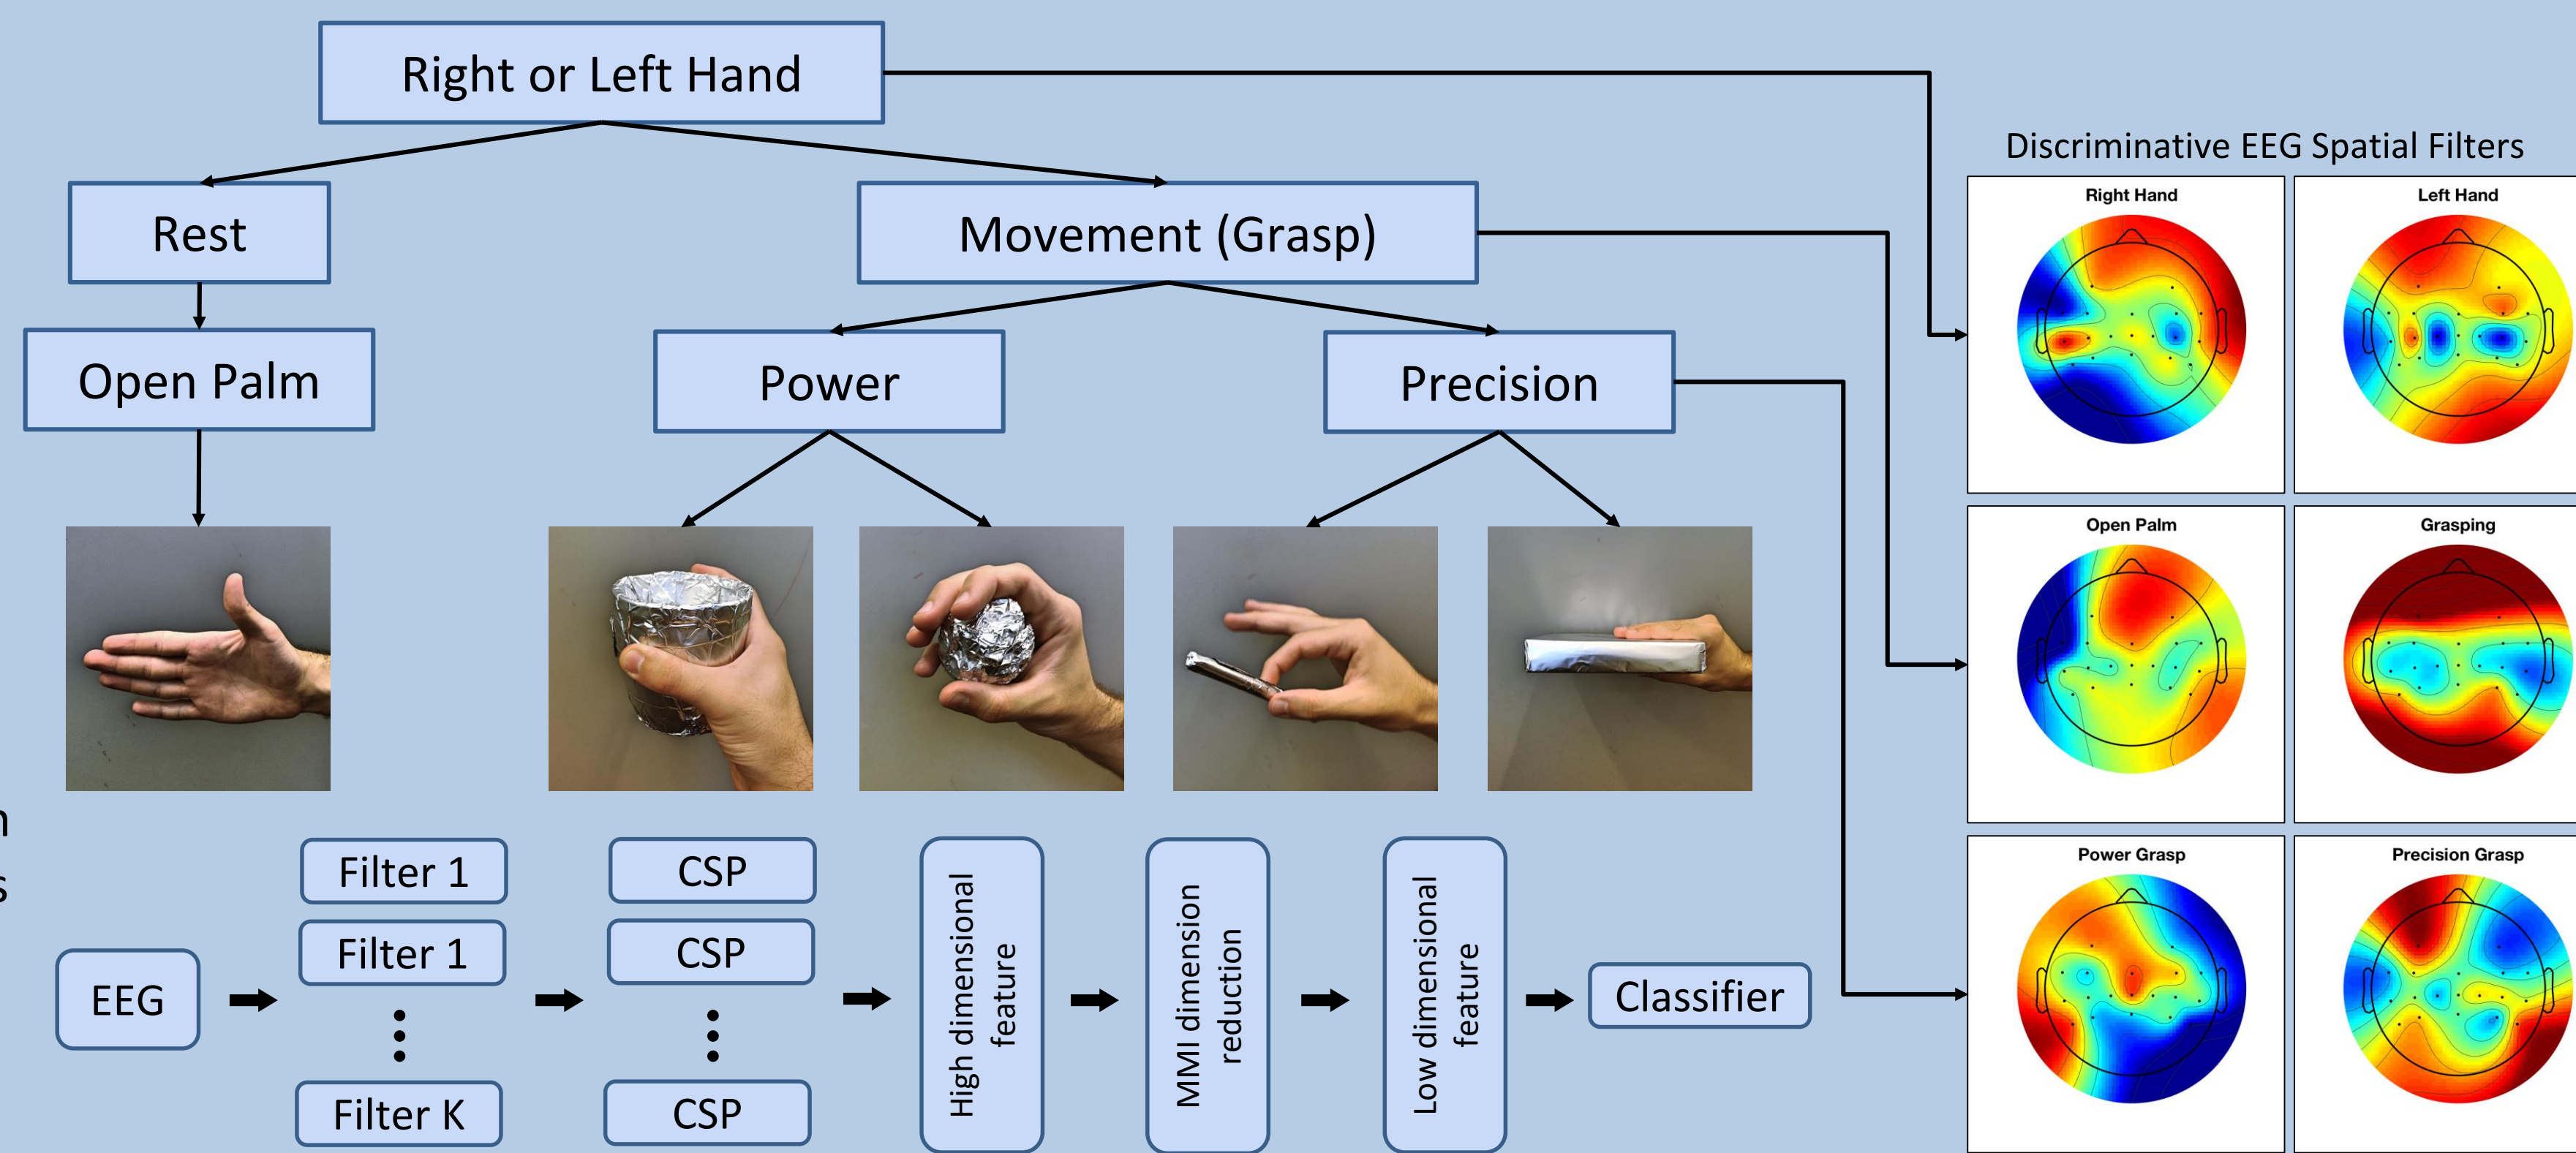 Right or Left Hand
Discriminative EEG Spatial Filters
Rest
Movement (Grasp)
Open Palm
Power
Precision
Right Hand
Left Hand
Open Palm
Grasping
Power Grasp
Precision Grasp
n
s
EEG
Filter 1
Filter 1
Filter K
CSP
CSP
CSP
High dimensional
feature
MMI dimension
reduction
Low dimensional
feature
Classifier